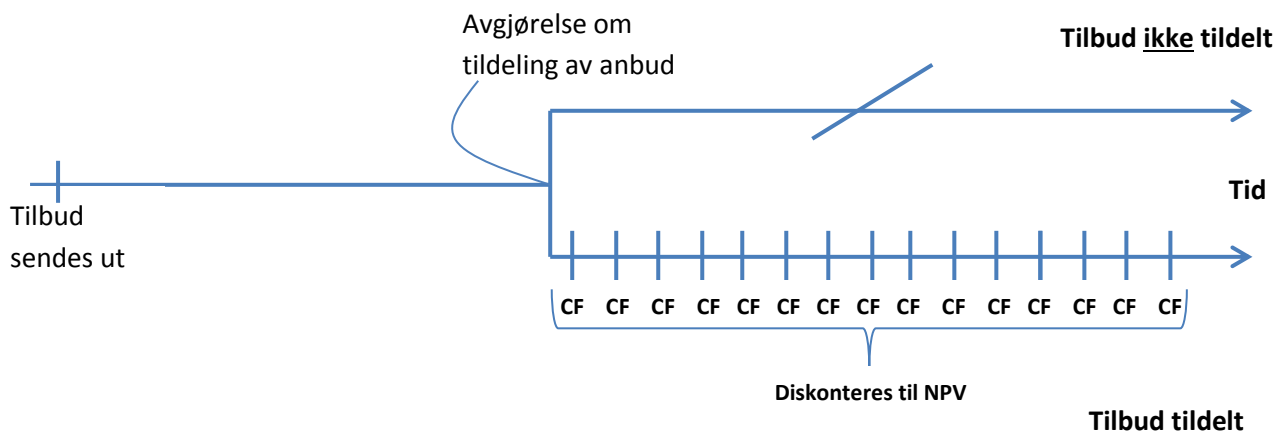 Avgjørelse om
tildeling av anbud
Tilbud ikke tildelt
Tid
Tilbud
sendes ut
CF CF CF CF CF CF CF CF CF CF CF CF CF CF CF
Diskonteres til NPV
Tilbud tildelt